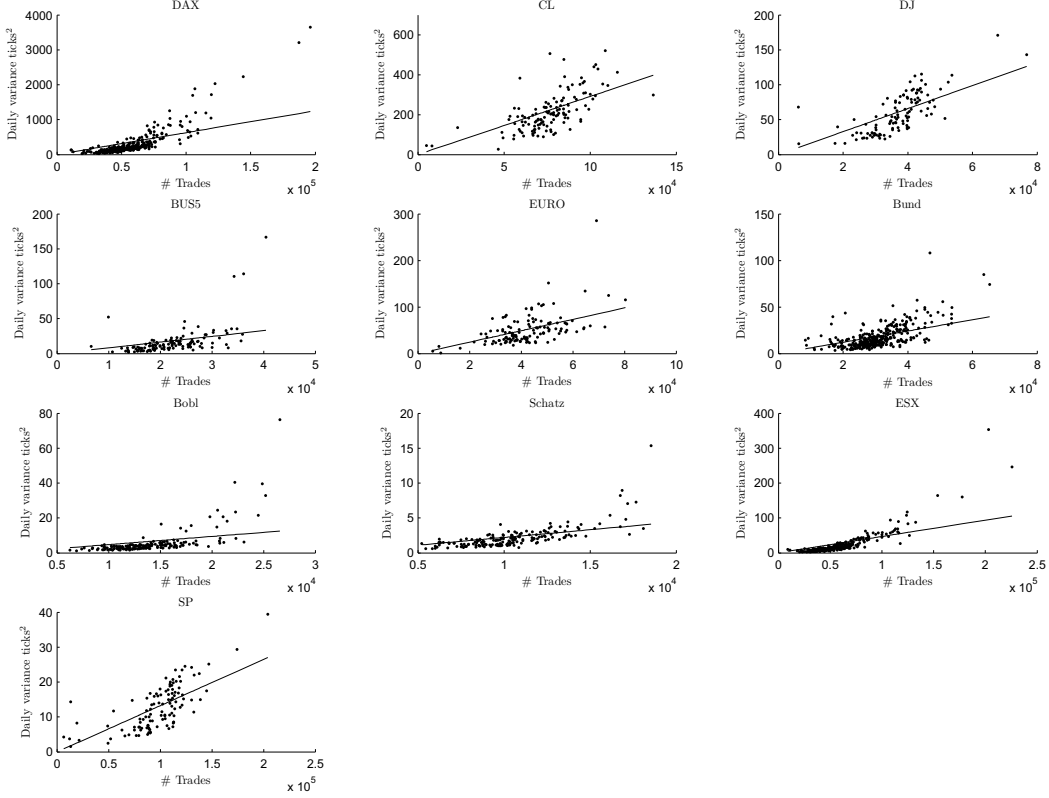 DAX
4000
3000
2000
1000
0
Daily variance ticks²
0 0.5 1 1.5 2
# Trades
x 10⁵
CL
600
400
200
0
Daily variance ticks²
0 5 10 15
# Trades
x 10⁴
DJ
200
150
100
50
0
Daily variance ticks²
0 2 4 6 8
# Trades
x 10⁴
BUS5
200
150
100
50
0
Daily variance ticks²
0 1 2 3 4 5
# Trades
x 10⁴
EURO
300
200
100
0
Daily variance ticks²
0 2 4 6 8 10
# Trades
x 10⁴
Bund
150
100
50
0
Daily variance ticks²
0 2 4 6 8
# Trades
x 10⁴
Bobl
80
60
40
20
0
Daily variance ticks²
0.5 1 1.5 2 2.5 3
# Trades
x 10⁴
Schatz
20
15
10
5
0
Daily variance ticks²
0.5 1 1.5 2
# Trades
x 10⁴
ESX
400
300
200
100
0
Daily variance ticks²
0 0.5 1 1.5 2 2.5
# Trades
x 10⁵
SP
40
30
20
10
0
Daily variance ticks²
0 0.5 1 1.5 2 2.5
# Trades
x 10⁵